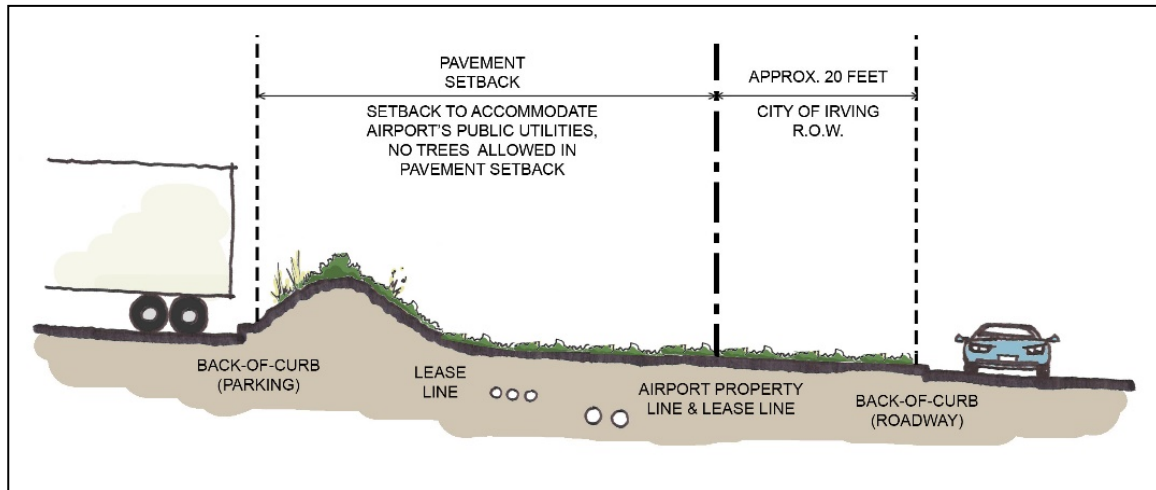 PAVEMENT
SETBACK
APPROX. 20 FEET
SETBACK TO ACCOMMODATE
AIRPORT'S PUBLIC UTILITIES,
NO TREES ALLOWED IN
PAVEMENT SETBACK
CITY OF IRVING
R.O.W.
BACK-OF-CURB
(PARKING)
LEASE
LINE
AIRPORT PROPERTY
LINE & LEASE LINE
BACK-OF-CURB
(ROADWAY)